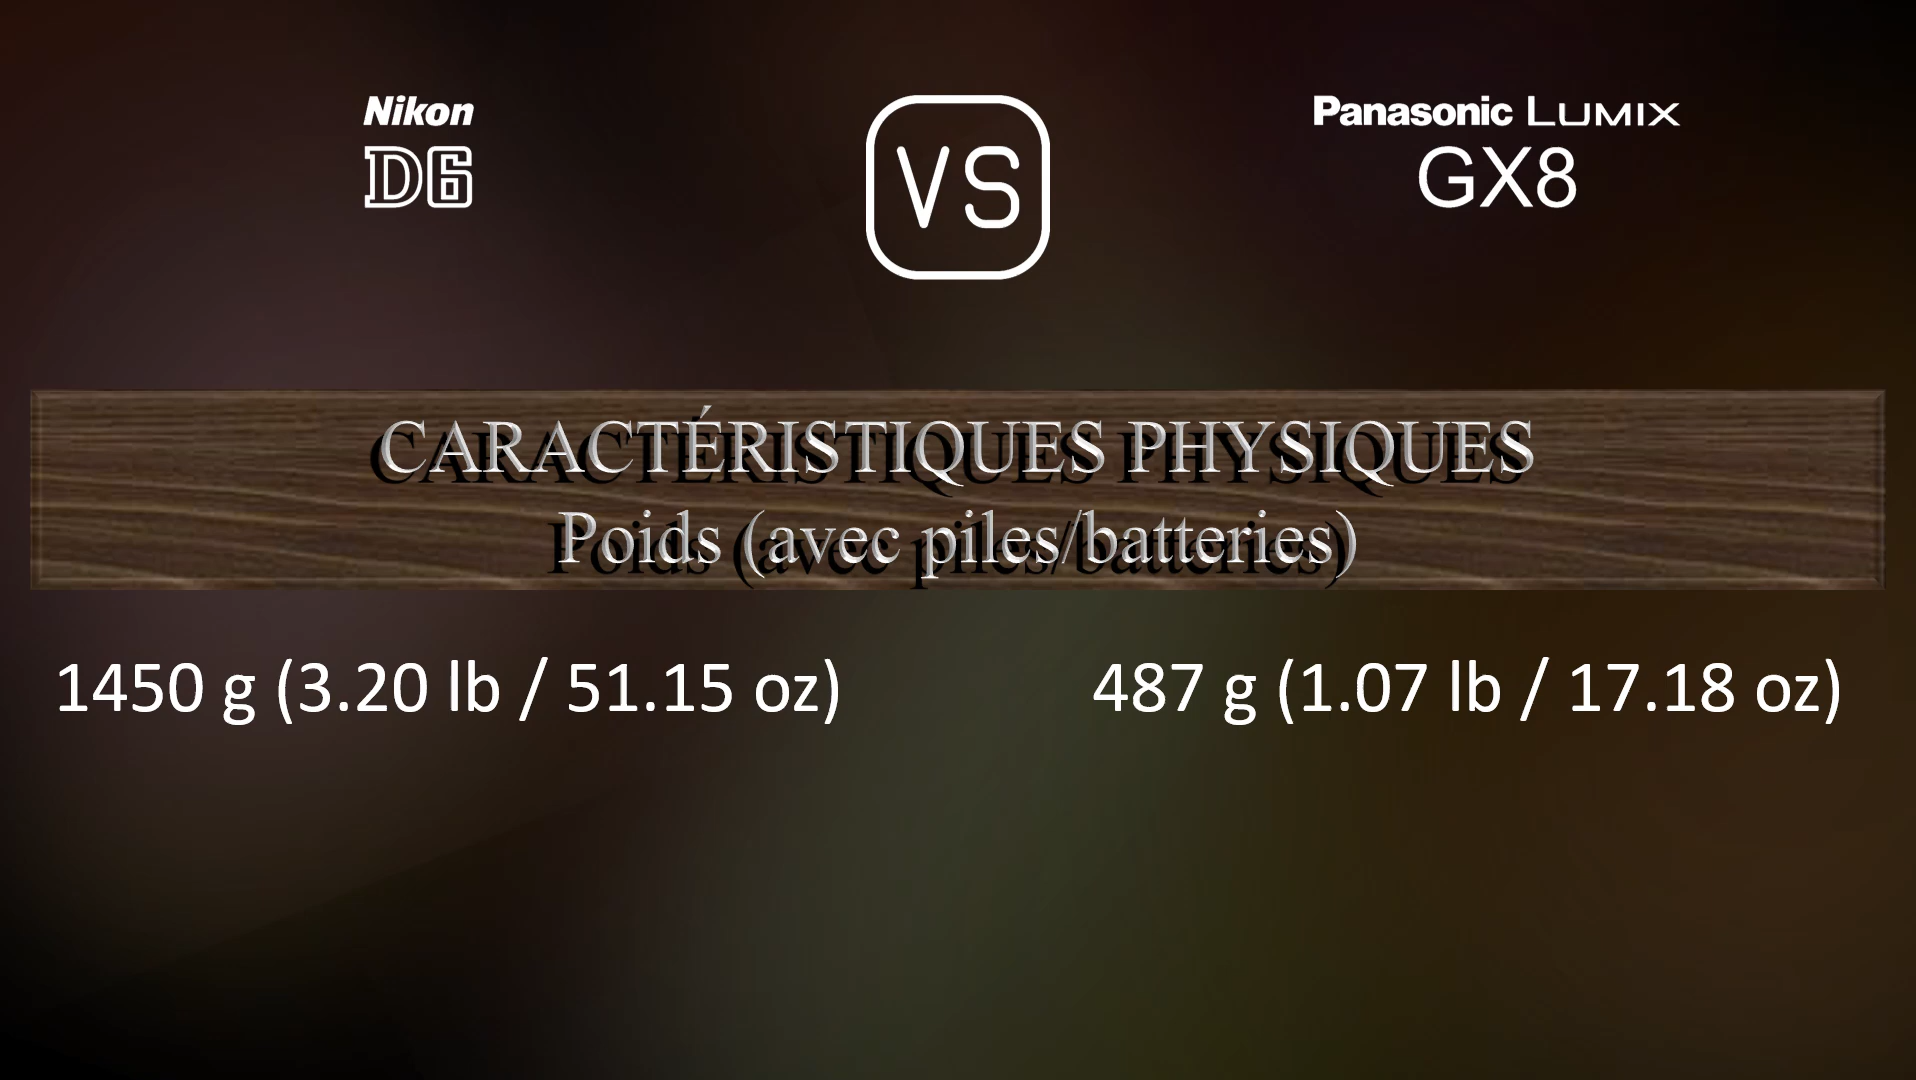 Nikon
D6
VS
Panasonic LUMIX
GX8
CARACTÉRISTIQUES PHYSIQUES
Poids (avec piles/batteries)
1450 g (3.20 lb / 51.15 oz)
487 g (1.07 lb / 17.18 oz)